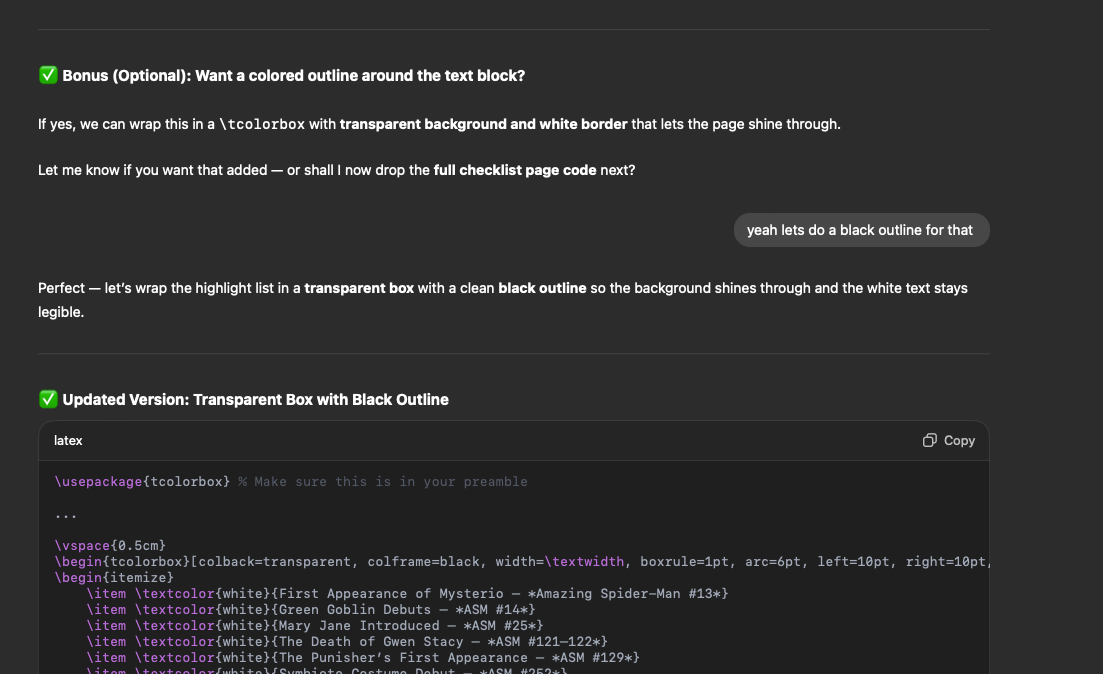 ✅ Bonus (Optional): Want a colored outline around the text block?
If yes, we can wrap this in a \tcolorbox with transparent background and white border that lets the page shine through.
Let me know if you want that added — or shall I now drop the full checklist page code next?
yeah lets do a black outline for that
Perfect — let’s wrap the highlight list in a transparent box with a clean black outline so the background shines through and the white text stays
legible.
✅ Updated Version: Transparent Box with Black Outline
latex
Copy
\usepackage{tcolorbox} % Make sure this is in your preamble
...
\vspace{0.5cm}
\begin{tcolorbox}[colback=transparent, colframe=black, width=\textwidth, boxrule=1pt, arc=6pt, left=10pt, right=10pt,
\begin{itemize}
\item \textcolor{white}{First Appearance of Mysterio – *Amazing Spider-Man #13*}
\item \textcolor{white}{Green Goblin Debuts – *ASM #14*}
\item \textcolor{white}{Mary Jane Introduced – *ASM #25*}
\item \textcolor{white}{The Death of Gwen Stacy – *ASM #121–122*}
\item \textcolor{white}{The Punisher’s First Appearance – *ASM #129*}
\item \textcolor{white}{Symbiote Costume Debut – *ASM #252*}